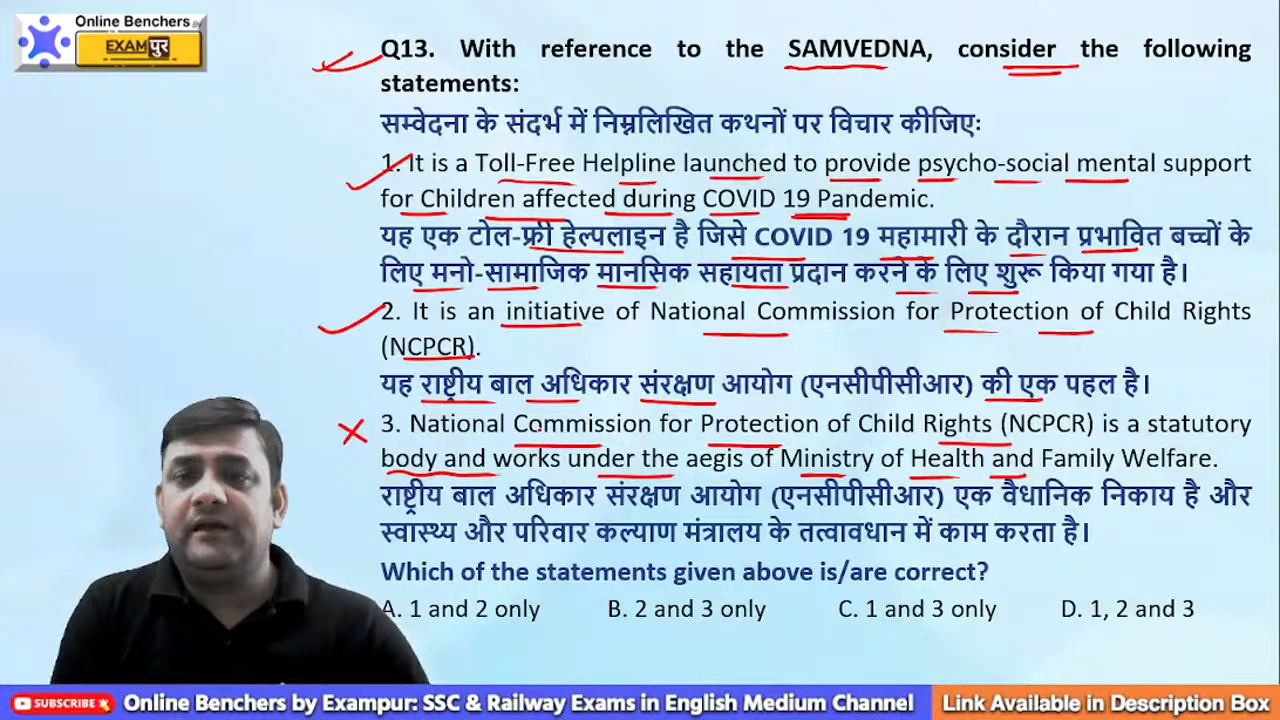 Online Benchers By
EXAMपुर
Q13. With reference to the SAMVEDNA, consider the following
statements:
सम्वेदना के संदर्भ में निम्नलिखित कथनों पर विचार कीजिएः
1. It is a Toll-Free Helpline launched to provide psycho-social mental support
for Children affected during COVID 19 Pandemic.
यह एक टोल-फ्री हेल्पलाइन है जिसे COVID 19 महामारी के दौरान प्रभावित बच्चों के
लिए मनो-सामाजिक मानसिक सहायता प्रदान करने के लिए शुरू किया गया है।
2. It is an initiative of National Commission for Protection of Child Rights
(NCPCR).
यह राष्ट्रीय बाल अधिकार संरक्षण आयोग (एनसीपीसीआर) की एक पहल है।
3. National Commission for Protection of Child Rights (NCPCR) is a statutory
body and works under the aegis of Ministry of Health and Family Welfare.
राष्ट्रीय बाल अधिकार संरक्षण आयोग (एनसीपीसीआर) एक वैधानिक निकाय है और
स्वास्थ्य और परिवार कल्याण मंत्रालय के तत्वावधान में काम करता है।
Which of the statements given above is/are correct?
A. 1 and 2 only B. 2 and 3 only C. 1 and 3 only D. 1, 2 and 3
SUBSCRIBE Online Benchers by Exampur: SSC & Railway Exams in English Medium Channel Link Available in Description Box